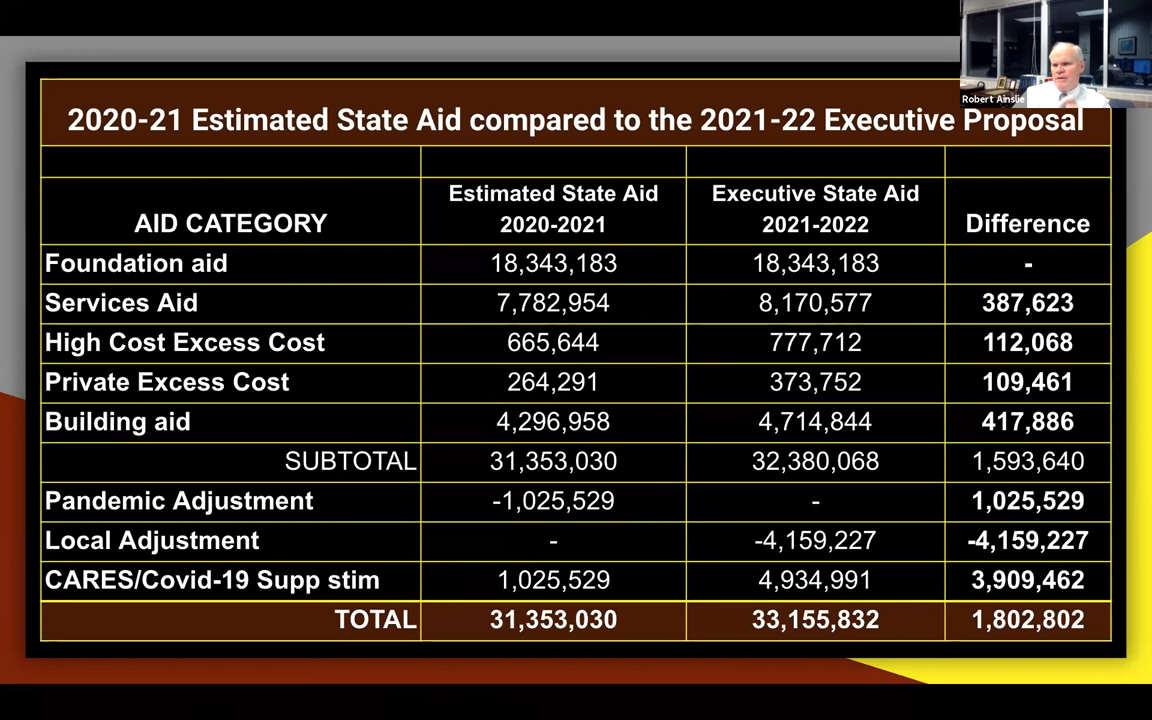 Robert Ainslie
2020-21 Estimated State Aid compared to the 2021-22 Executive Proposal
AID CATEGORY Estimated State Aid 2020-2021 Executive State Aid 2021-2022 Difference
Foundation aid 18,343,183 18,343,183 -
Services Aid 7,782,954 8,170,577 387,623
High Cost Excess Cost 665,644 777,712 112,068
Private Excess Cost 264,291 373,752 109,461
Building aid 4,296,958 4,714,844 417,886
SUBTOTAL 31,353,030 32,380,068 1,593,640
Pandemic Adjustment -1,025,529 - 1,025,529
Local Adjustment - -4,159,227 -4,159,227
CARES/Covid-19 Supp stim 1,025,529 4,934,991 3,909,462
TOTAL 31,353,030 33,155,832 1,802,802